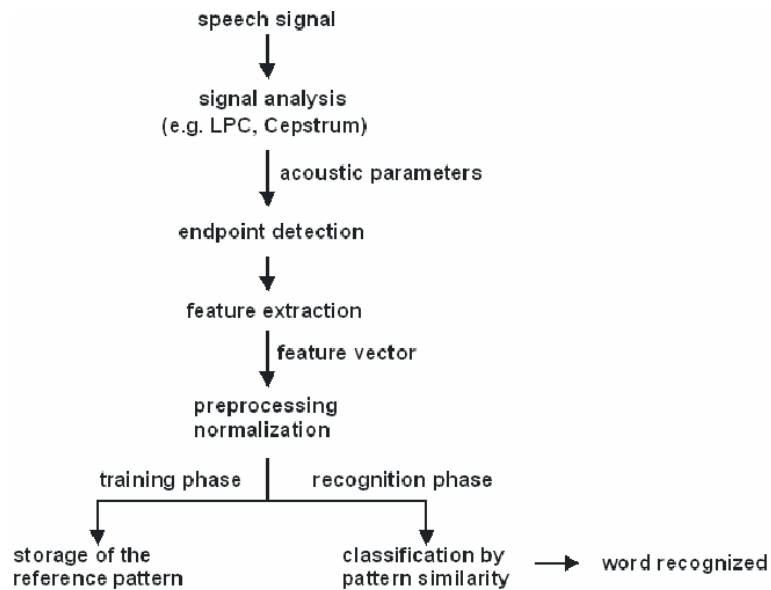 speech signal
signal analysis
(e.g. LPC, Cepstrum)
acoustic parameters
endpoint detection
feature extraction
feature vector
preprocessing
normalization
training phase
recognition phase
storage of the
reference pattern
classification by
pattern similarity
word recognized